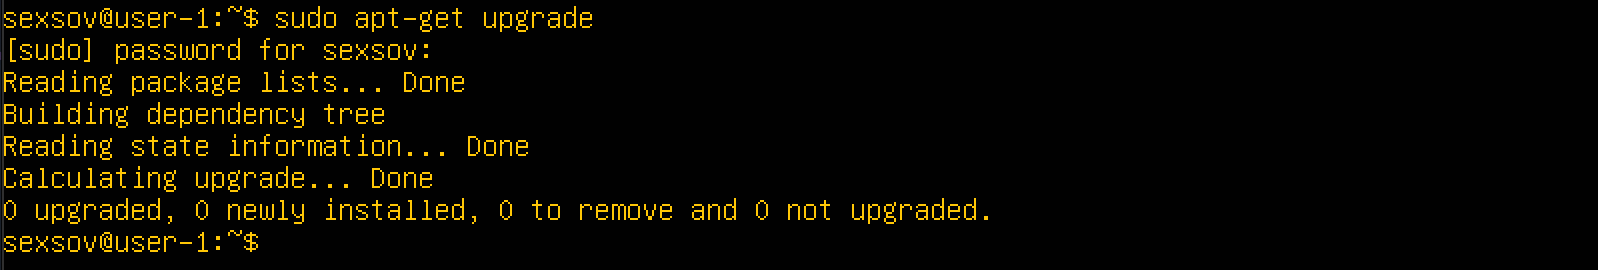 sexsov@user-1:~$ sudo apt-get upgrade
[sudo] password for sexsov:
Reading package lists... Done
Building dependency tree
Reading state information... Done
Calculating upgrade... Done
0 upgraded, 0 newly installed, 0 to remove and 0 not upgraded.
sexsov@user-1:~$